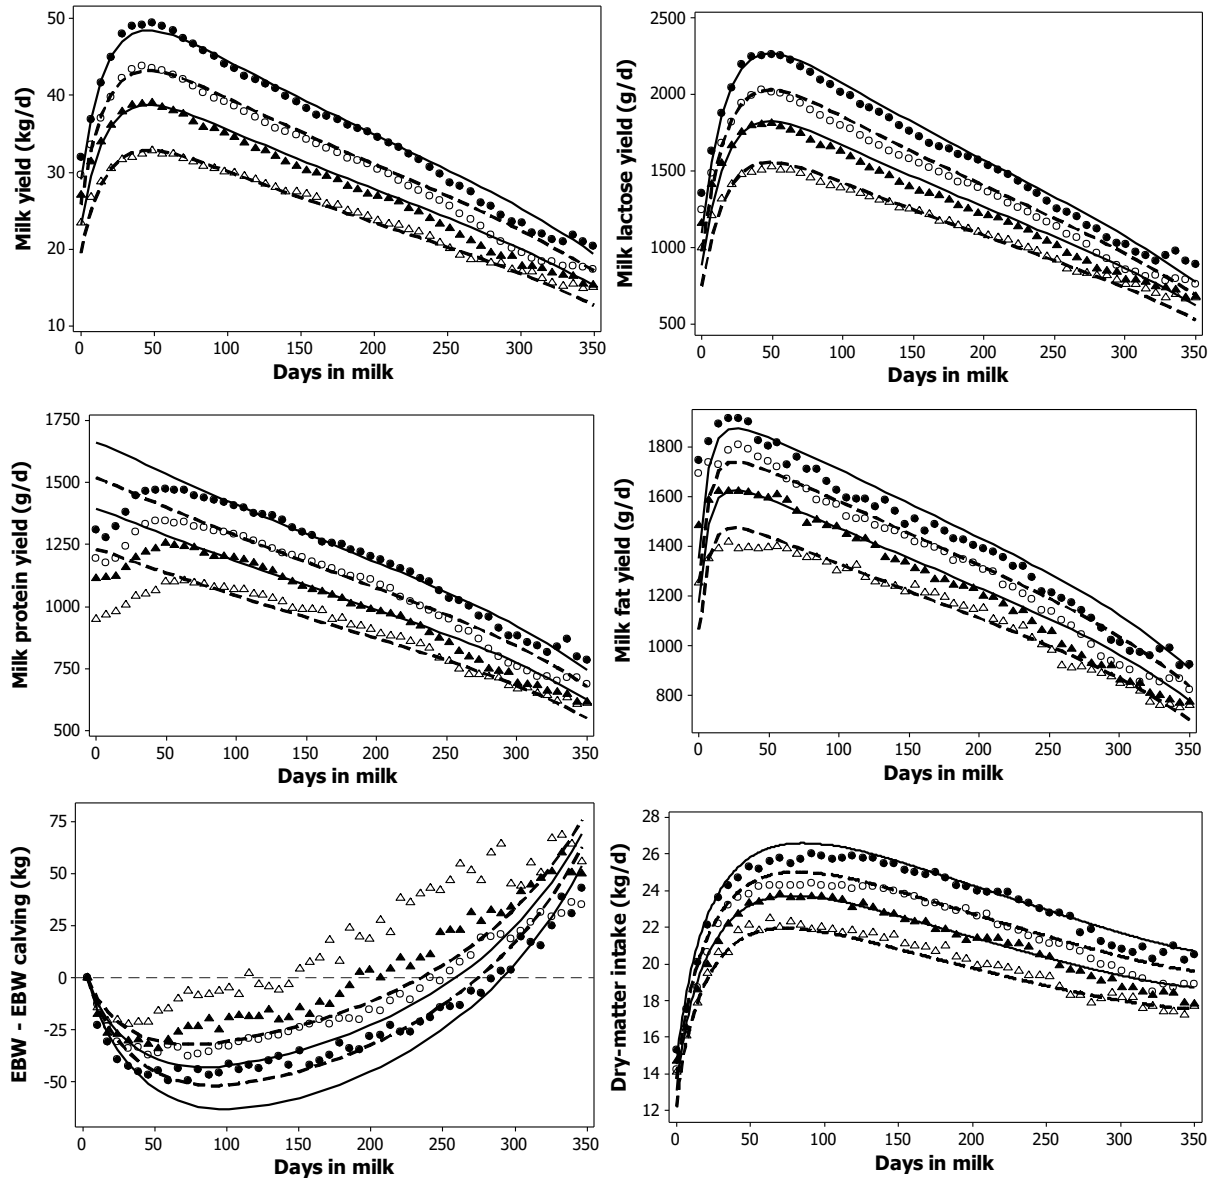 Milk yield (kg/d)
50
40
30
20
10
0 50 100 150 200 250 300 350
Days in milk
Milk lactose yield (g/d)
2500
2000
1500
1000
500
0 50 100 150 200 250 300 350
Days in milk
Milk protein yield (g/d)
1750
1500
1250
1000
750
500
0 50 100 150 200 250 300 350
Days in milk
Milk fat yield (g/d)
1800
1600
1400
1200
1000
800
0 50 100 150 200 250 300 350
Days in milk
EBW - EBW calving (kg)
75
50
25
0
-25
-50
0 50 100 150 200 250 300 350
Days in milk
Dry-matter intake (kg/d)
28
26
24
22
20
18
16
14
12
0 50 100 150 200 250 300 350
Days in milk